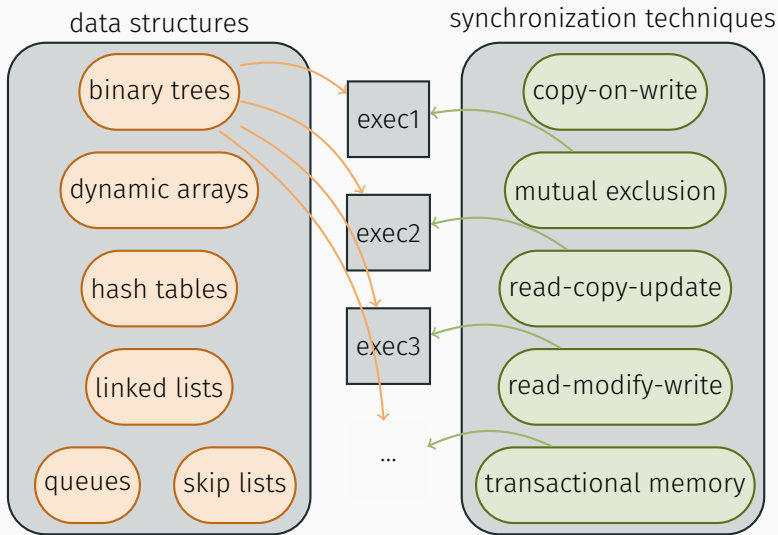 data structures
synchronization techniques
binary trees
dynamic arrays
hash tables
linked lists
queues
skip lists
exec1
exec2
exec3
...
copy-on-write
mutual exclusion
read-copy-update
read-modify-write
transactional memory